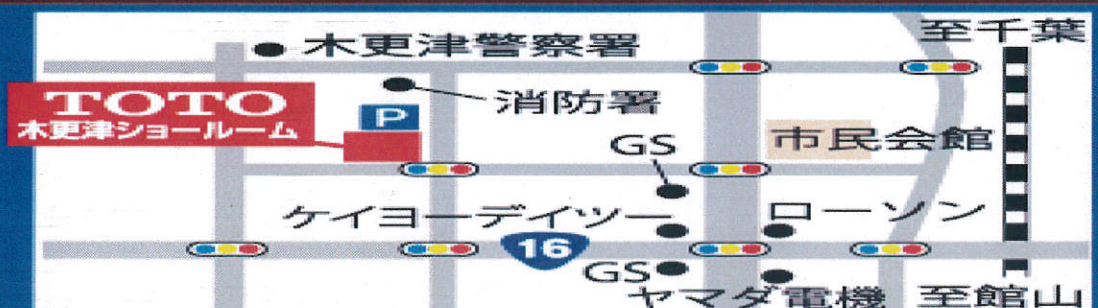 至千葉
木更津警察署
TOTO
木更津ショールーム
P
消防署
GS
市民会館
ケイヨーデイツー
ローソン
16
GS
ヤマダ電機
至館山